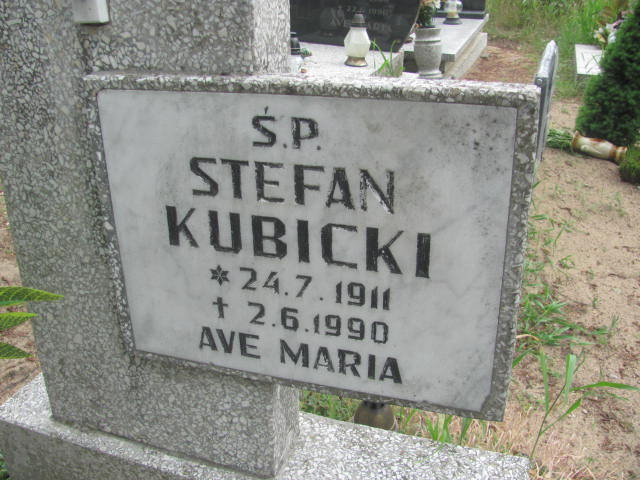 Ś.P.
STEFAN
KUBICKI
* 24.7.1911
† 2.6.1990
AVE MARIA